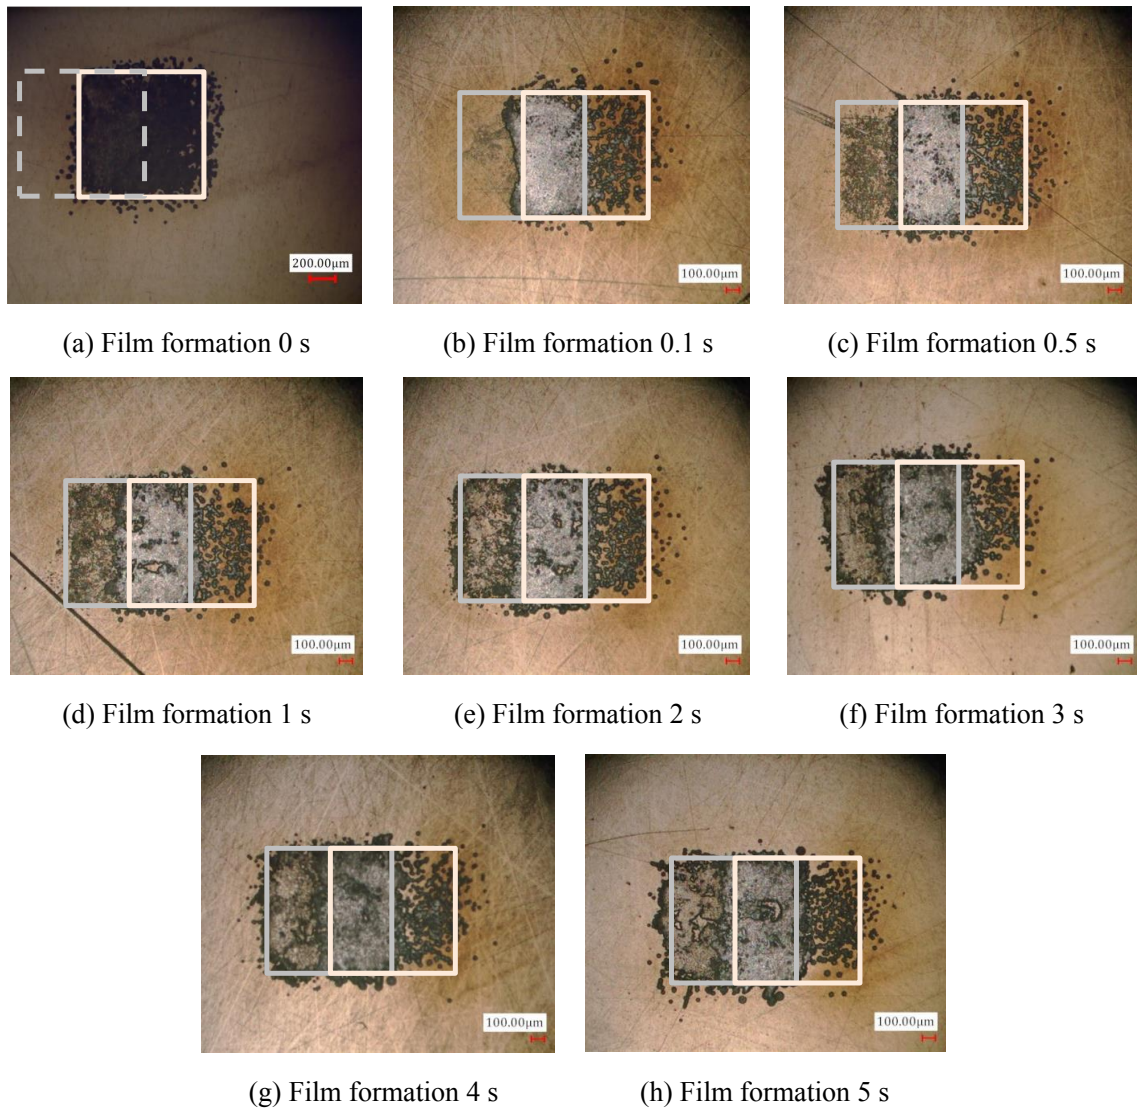 200.00μm
100.00μm
100.00μm
(a) Film formation 0 s
(b) Film formation 0.1 s
(c) Film formation 0.5 s
100.00μm
100.00μm
100.00μm
(d) Film formation 1 s
(e) Film formation 2 s
(f) Film formation 3 s
100.00μm
100.00μm
(g) Film formation 4 s
(h) Film formation 5 s